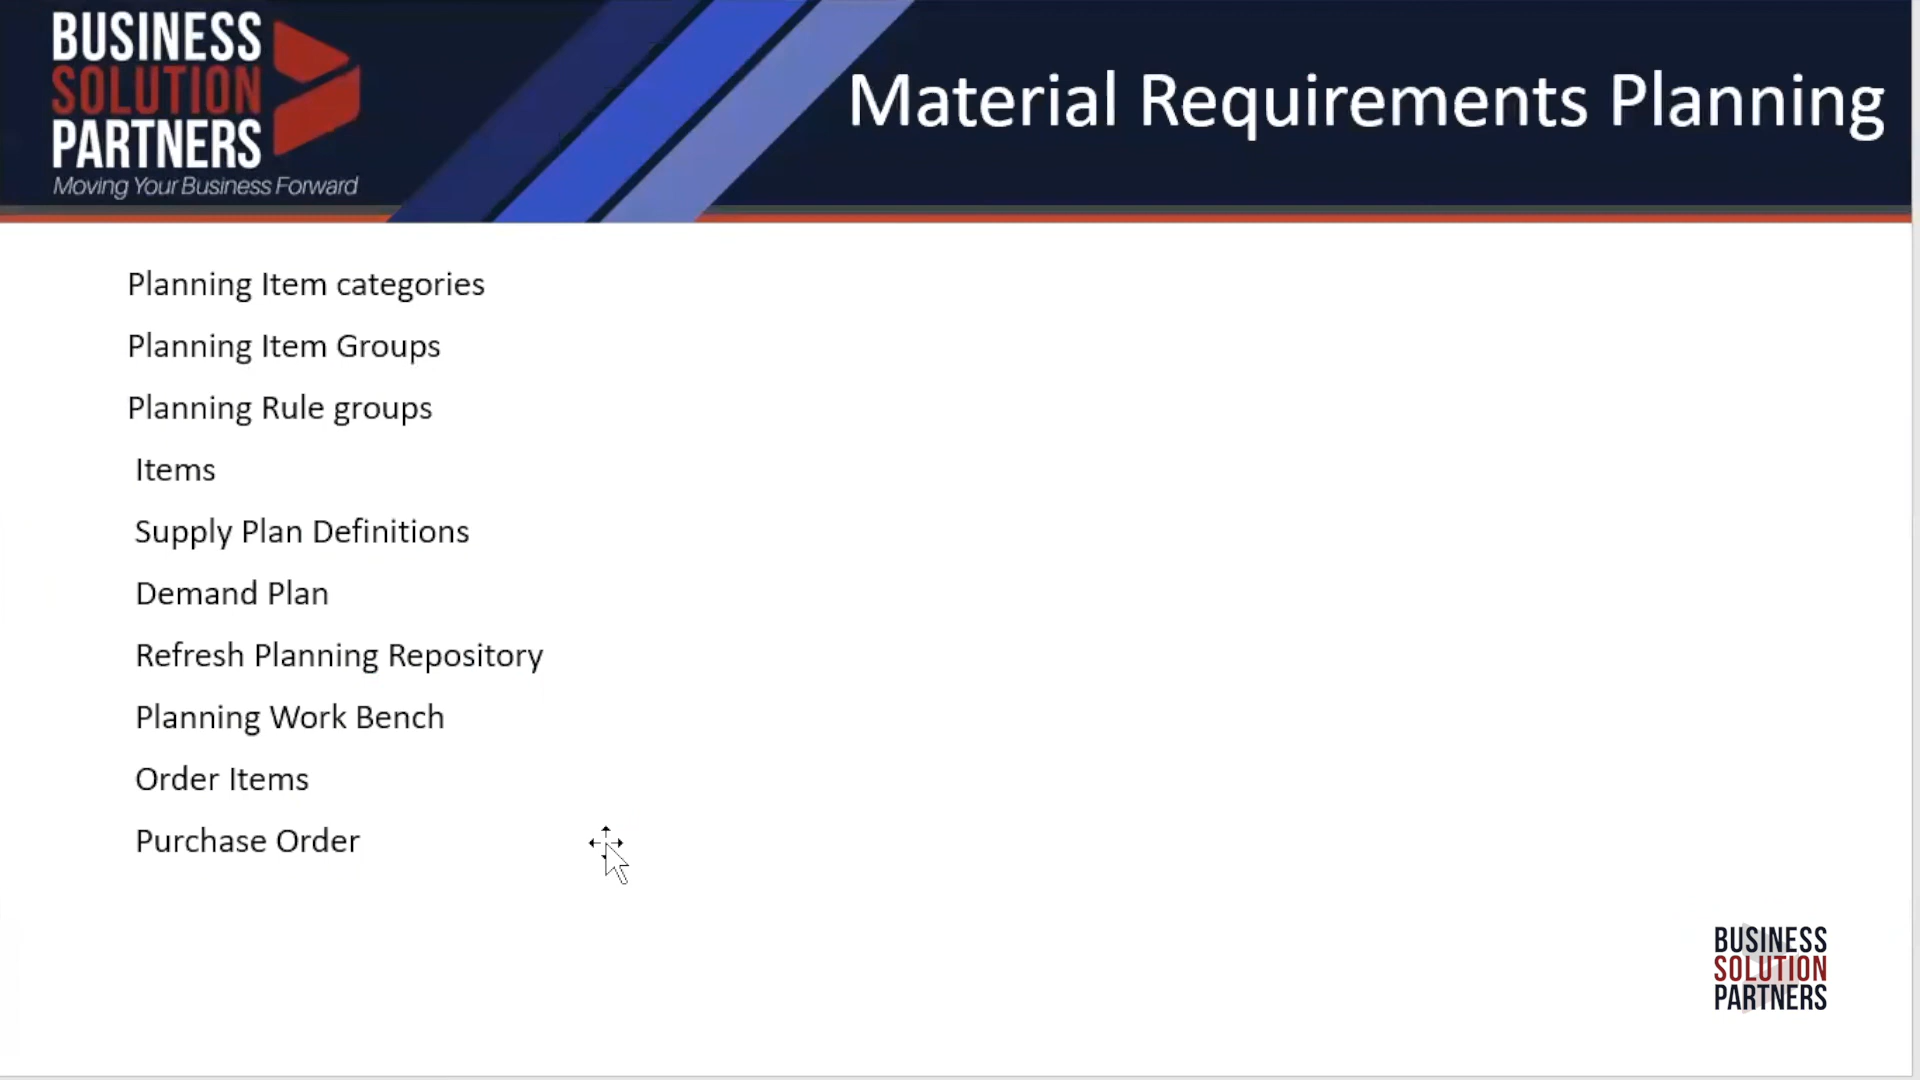 BUSINESS
SOLUTION
PARTNERS
Moving Your Business Forward
Material Requirements Planning
Planning Item categories
Planning Item Groups
Planning Rule groups
Items
Supply Plan Definitions
Demand Plan
Refresh Planning Repository
Planning Work Bench
Order Items
Purchase Order
BUSINESS
SOLUTION
PARTNERS